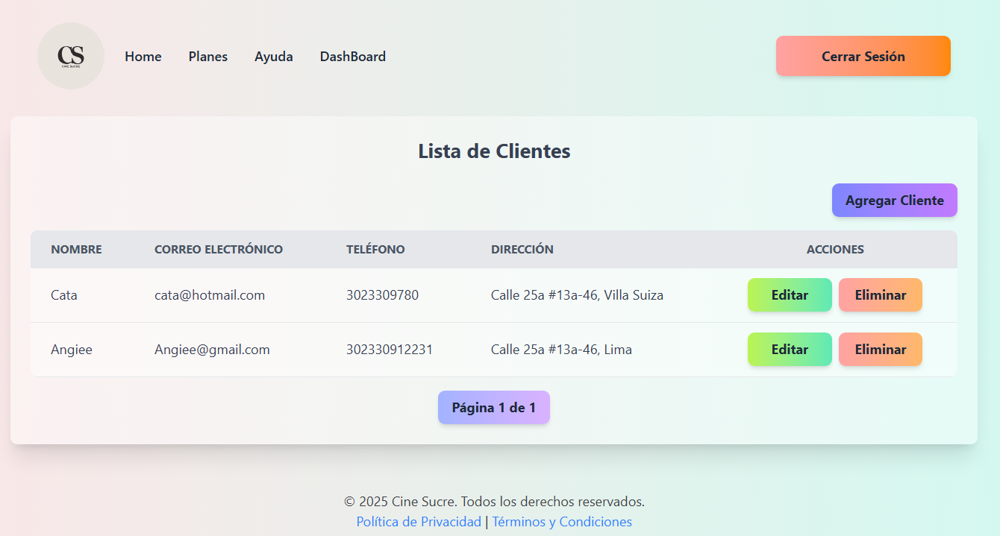 CS
CINE SUCRE
Home Planes Ayuda DashBoard
Cerrar Sesión
Lista de Clientes
Agregar Cliente
NOMBRE CORREO ELECTRÓNICO TELÉFONO DIRECCIÓN ACCIONES
Cata cata@hotmail.com 3023309780 Calle 25a #13a-46, Villa Suiza Editar Eliminar
Angiee Angiee@gmail.com 302330912231 Calle 25a #13a-46, Lima Editar Eliminar
Página 1 de 1
© 2025 Cine Sucre. Todos los derechos reservados.
Política de Privacidad | Términos y Condiciones